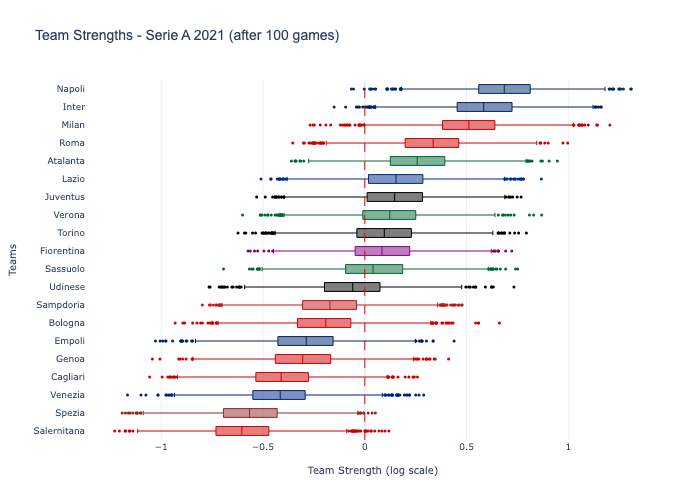 Team Strengths - Serie A 2021 (after 100 games)
Napoli
Inter
Milan
Roma
Atalanta
Lazio
Juventus
Verona
Torino
Fiorentina
Sassuolo
Udinese
Sampdoria
Bologna
Empoli
Genoa
Cagliari
Venezia
Spezia
Salernitana
Teams
−1
−0.5
0
0.5
1
Team Strength (log scale)